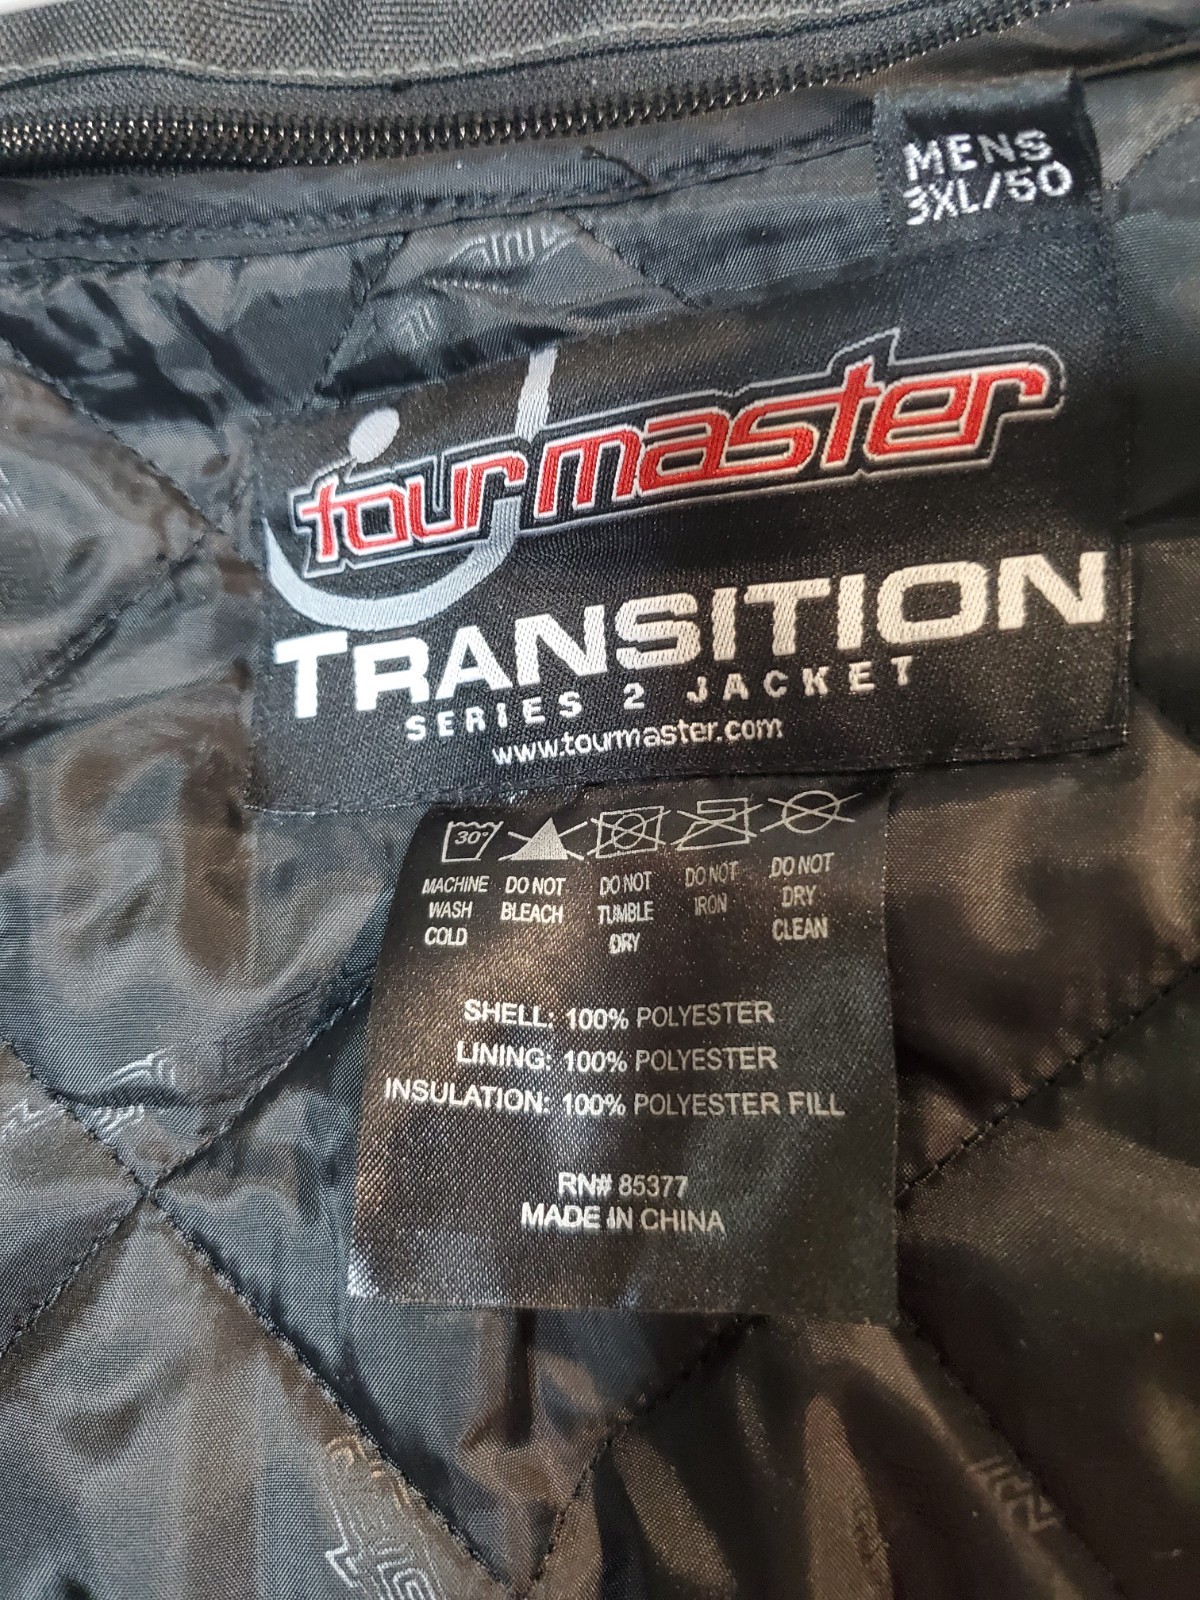 MENS
3XL/50
tourmaster
TRANSITION
SERIES 2 JACKET
www.tourmaster.com
30°
MACHINE WASH COLD
DO NOT BLEACH
DO NOT TUMBLE DRY
DO NOT IRON
DO NOT DRY CLEAN
SHELL: 100% POLYESTER
LINING: 100% POLYESTER
INSULATION: 100% POLYESTER FILL
RN# 85377
MADE IN CHINA